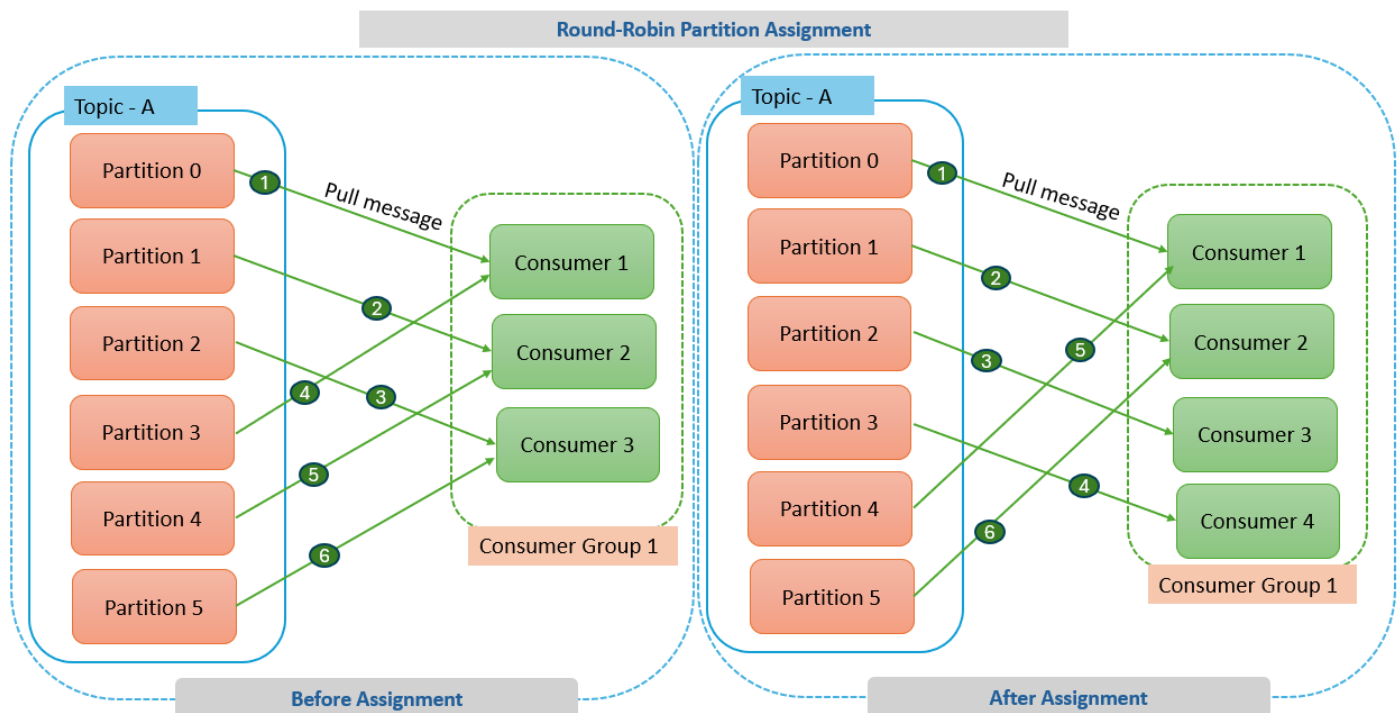 Round-Robin Partition Assignment
Topic - A
Partition 0
Partition 1
Partition 2
Partition 3
Partition 4
Partition 5
1
Pull message
2
3
4
5
6
Consumer 1
Consumer 2
Consumer 3
Consumer Group 1
Before Assignment
Topic - A
Partition 0
Partition 1
Partition 2
Partition 3
Partition 4
Partition 5
1
Pull message
2
3
5
4
6
Consumer 1
Consumer 2
Consumer 3
Consumer 4
Consumer Group 1
After Assignment